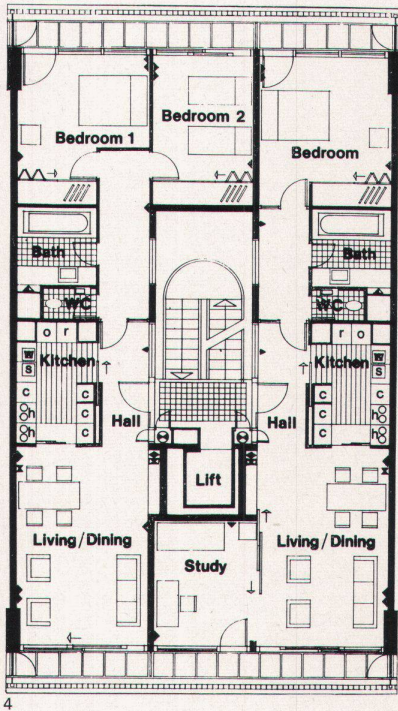 Bedroom 1
Bedroom 2
Bedroom
Bath
Bath
WC
WC
o r
r o
Kitchen
Kitchen
w
s
w
s
c
c
h
c
c
h
h
c
c
h
c
c
Hall
Hall
Lift
Living/Dining
Living/Dining
Study
4